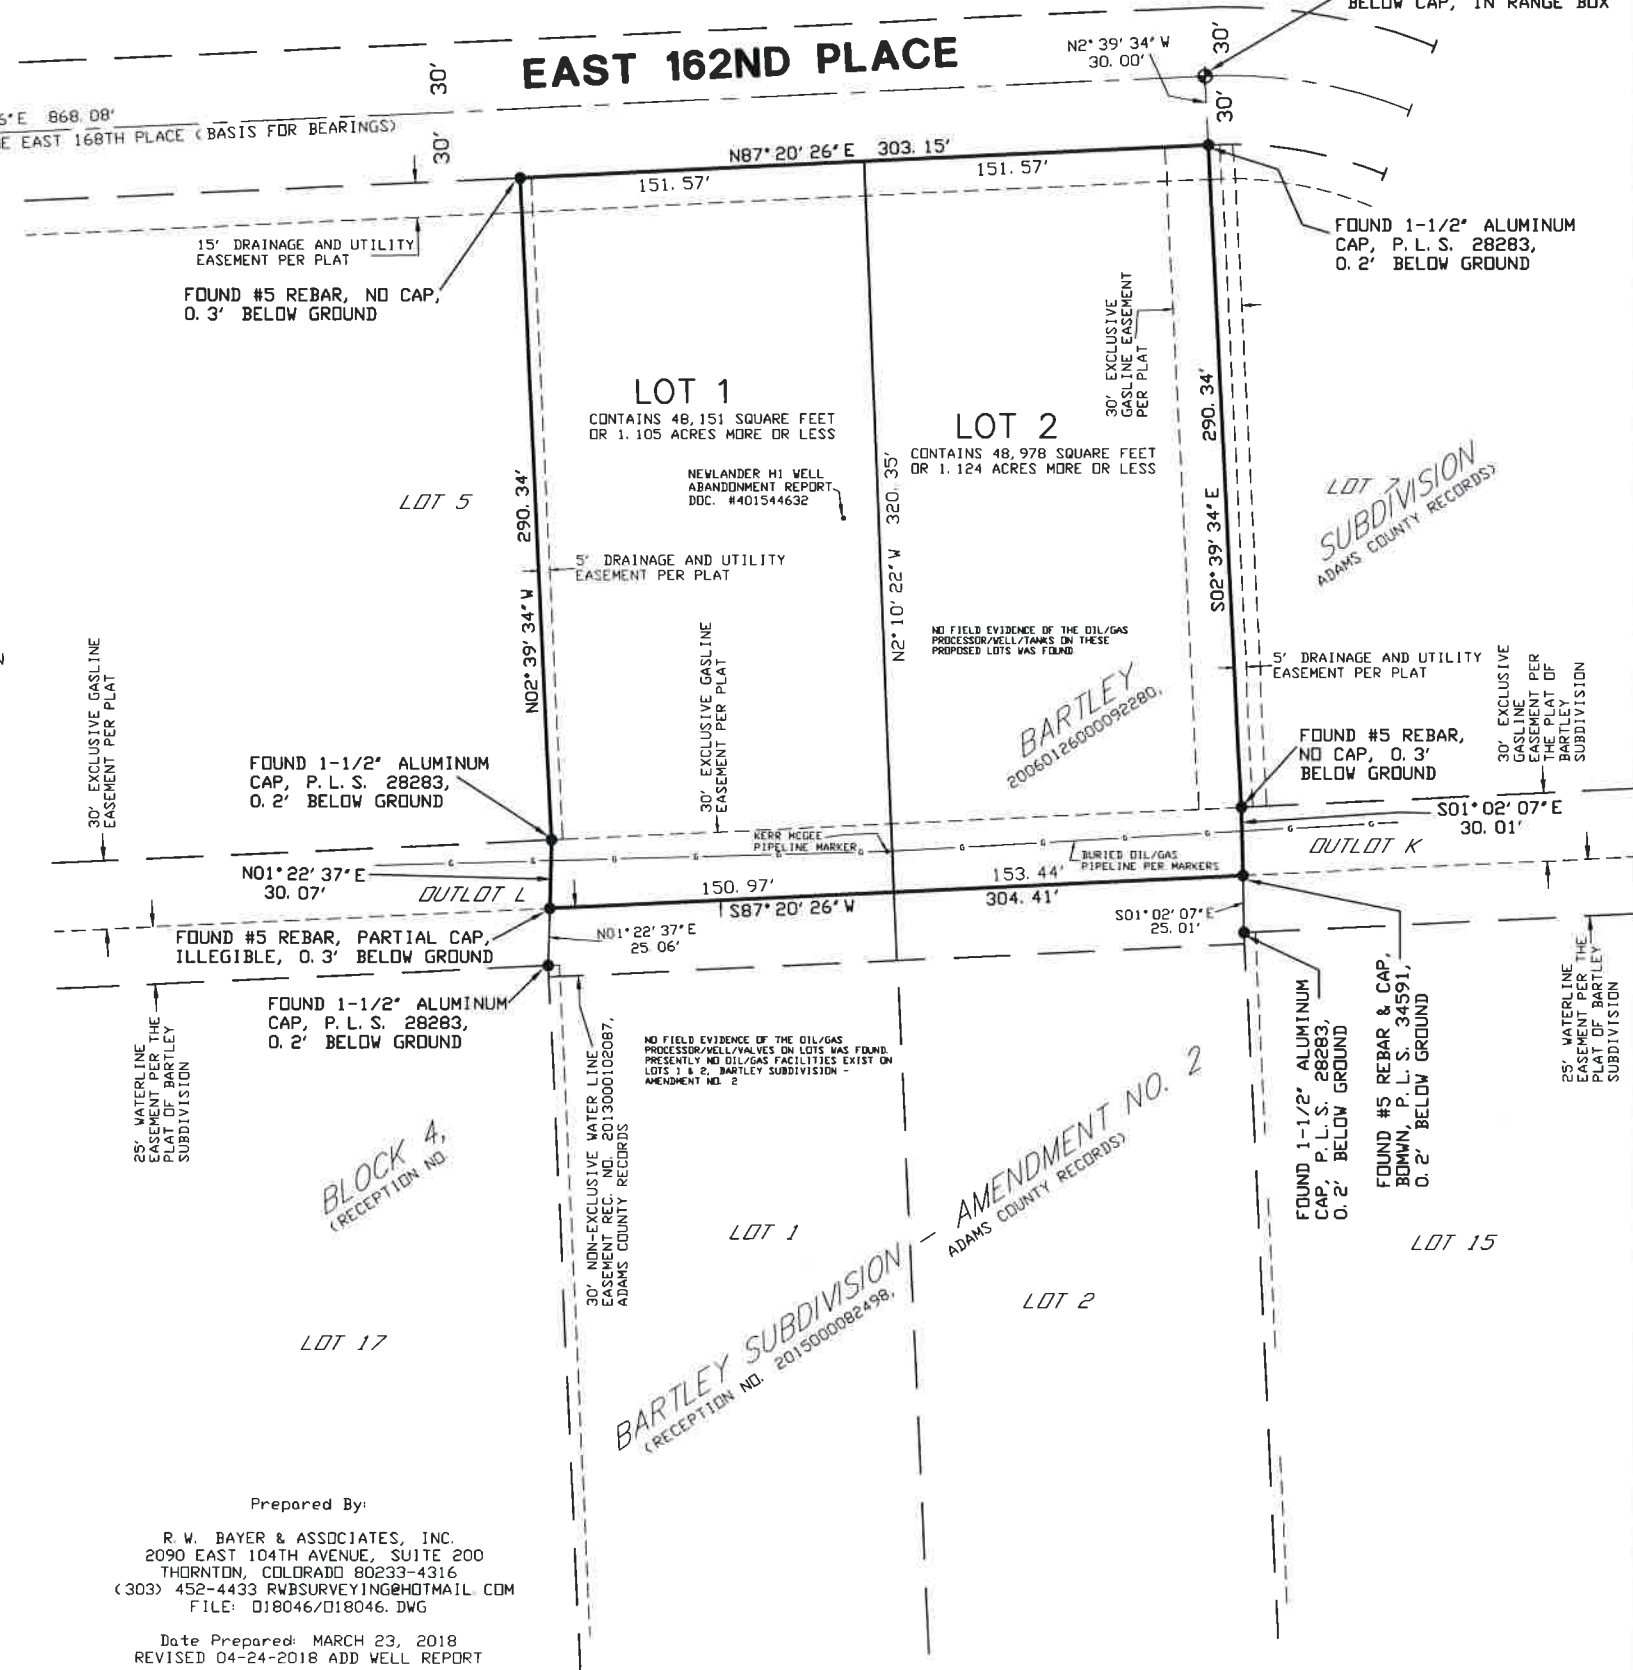 BELOW CAP, IN RANGE BOX
EAST 162ND PLACE
N2°39'34"W
30.00'
30'
30'
30'
30'
6"E 868.08'
E EAST 168TH PLACE (BASIS FOR BEARINGS)
N87°20'26"E 303.15'
151.57'
151.57'
15' DRAINAGE AND UTILITY
EASEMENT PER PLAT
FOUND #5 REBAR, NO CAP,
0.3' BELOW GROUND
FOUND 1-1/2" ALUMINUM
CAP, P.L.S. 28283,
0.2' BELOW GROUND
30' EXCLUSIVE
GASLINE EASEMENT
PER PLAT
LOT 1
CONTAINS 48,151 SQUARE FEET
OR 1.105 ACRES MORE OR LESS
LOT 2
CONTAINS 48,978 SQUARE FEET
OR 1.124 ACRES MORE OR LESS
NEWLANDER H1 WELL
ABANDONMENT REPORT
DOC. #401544632
LOT 5
LOT 7
SUBDIVISION
ADAMS COUNTY RECORDS)
N02°39'34"W 290.34'
N2°10'22"W 320.35'
S02°39'34"E 290.34'
5' DRAINAGE AND UTILITY
EASEMENT PER PLAT
NO FIELD EVIDENCE OF THE OIL/GAS
PROCESSOR/WELL/TANKS ON THESE
PROPOSED LOTS WAS FOUND
BARTLEY
2006012600092280,
5' DRAINAGE AND UTILITY
EASEMENT PER PLAT
30' EXCLUSIVE GASLINE
EASEMENT PER PLAT
30' EXCLUSIVE GASLINE
EASEMENT PER PLAT
30' EXCLUSIVE
GASLINE
EASEMENT PER
THE PLAT OF
BARTLEY
SUBDIVISION
FOUND 1-1/2" ALUMINUM
CAP, P.L.S. 28283,
0.2' BELOW GROUND
FOUND #5 REBAR,
NO CAP, 0.3'
BELOW GROUND
S01°02'07"E
30.01'
KERR MCGEE
PIPELINE MARKER
G G G G G G G G
BURIED OIL/GAS
PIPELINE PER MARKERS
OUTLOT K
N01°22'37"E
30.07'
OUTLOT L
150.97'
153.44'
S87°20'26"W
304.41'
N01°22'37"E
25.06'
S01°02'07"E
25.01'
FOUND #5 REBAR, PARTIAL CAP,
ILLEGIBLE, 0.3' BELOW GROUND
FOUND 1-1/2" ALUMINUM
CAP, P.L.S. 28283,
0.2' BELOW GROUND
25' WATERLINE
EASEMENT PER THE
PLAT OF BARTLEY
SUBDIVISION
NO FIELD EVIDENCE OF THE OIL/GAS
PROCESSOR/WELL/VALVES ON LOTS WAS FOUND.
PRESENTLY NO OIL/GAS FACILITIES EXIST ON
LOTS 1 & 2, BARTLEY SUBDIVISION -
AMENDMENT NO. 2
30' NON-EXCLUSIVE WATER LINE
EASEMENT REC. NO. 2013000102087,
ADAMS COUNTY RECORDS
FOUND 1-1/2" ALUMINUM
CAP, P.L.S. 28283,
0.2' BELOW GROUND
FOUND #5 REBAR & CAP,
BOMWN, P.L.S. 34591,
0.2' BELOW GROUND
25' WATERLINE
EASEMENT PER THE
PLAT OF BARTLEY
SUBDIVISION
BLOCK 4,
(RECEPTION NO.
BARTLEY SUBDIVISION - AMENDMENT NO. 2
(RECEPTION NO. 2015000082498, ADAMS COUNTY RECORDS)
LOT 1
LOT 2
LOT 15
LOT 17
Prepared By:
R.W. BAYER & ASSOCIATES, INC.
2090 EAST 104TH AVENUE, SUITE 200
THORNTON, COLORADO 80233-4316
(303) 452-4433 RWBSURVEYING@HOTMAIL.COM
FILE: D18046/D18046.DWG
Date Prepared: MARCH 23, 2018
REVISED 04-24-2018 ADD WELL REPORT